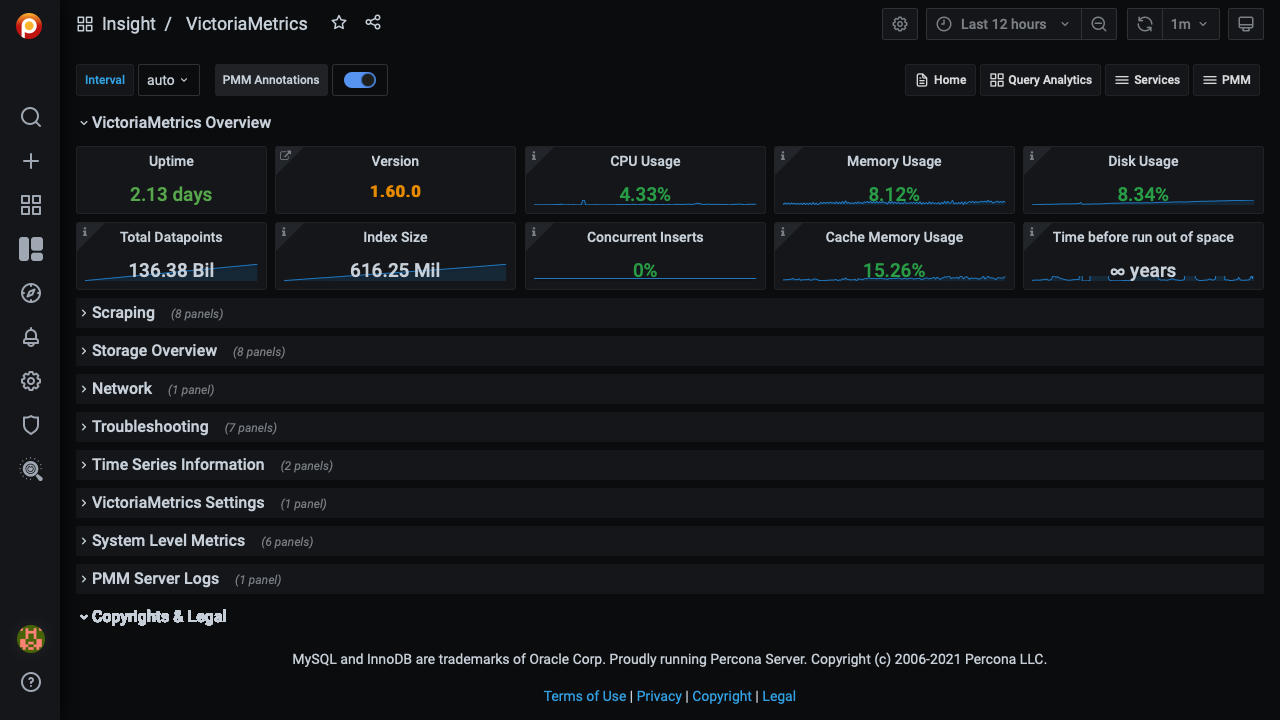 Insight / VictoriaMetrics
Last 12 hours
1m
Interval
auto
PMM Annotations
Home
Query Analytics
Services
PMM
VictoriaMetrics Overview
Uptime
2.13 days
Version
1.60.0
CPU Usage
4.33%
Memory Usage
8.12%
Disk Usage
8.34%
Total Datapoints
136.38 Bil
Index Size
616.25 Mil
Concurrent Inserts
0%
Cache Memory Usage
15.26%
Time before run out of space
∞ years
Scraping (8 panels)
Storage Overview (8 panels)
Network (1 panel)
Troubleshooting (7 panels)
Time Series Information (2 panels)
VictoriaMetrics Settings (1 panel)
System Level Metrics (6 panels)
PMM Server Logs (1 panel)
Copyrights & Legal
MySQL and InnoDB are trademarks of Oracle Corp. Proudly running Percona Server. Copyright (c) 2006-2021 Percona LLC.
Terms of Use | Privacy | Copyright | Legal